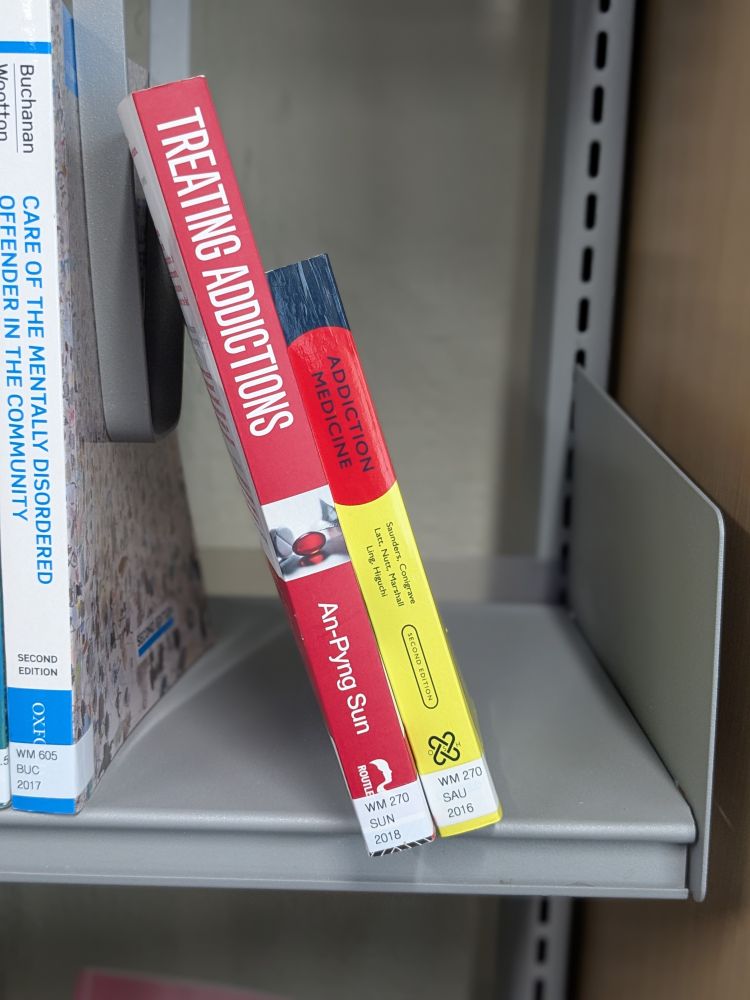 Buchanan
Wootton
CARE OF THE MENTALLY DISORDERED
OFFENDER IN THE COMMUNITY
SECOND
EDITION
WM 605
BUC
2017
SECOND EDITION
TREATING ADDICTIONS
An-Pyng Sun
WM 270
SUN
2018
ADDICTION
MEDICINE
Saunders, Conigrave
Latt, Nutt, Marshall
Ling, Higuchi
SECOND EDITION
WM 270
SAU
2016